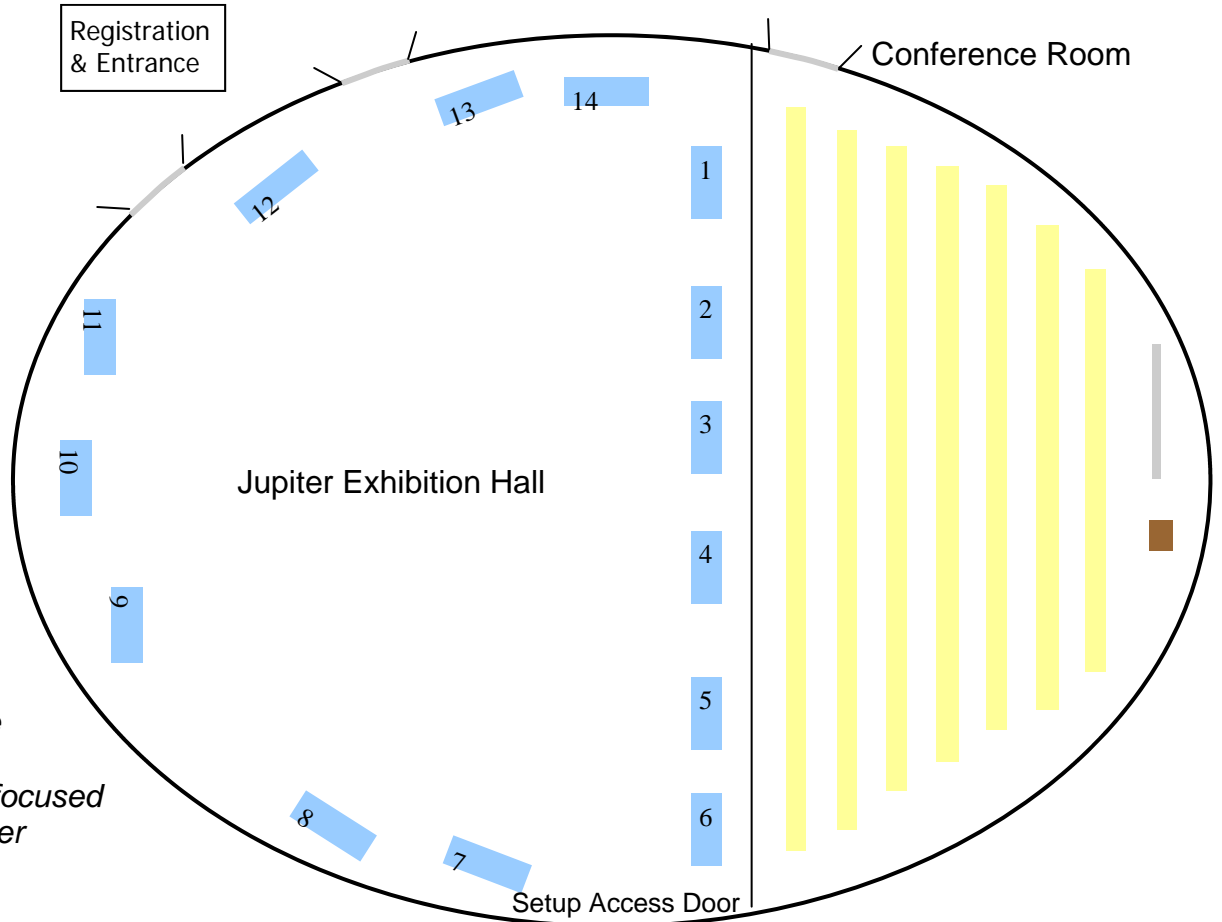 Registration
& Entrance
Conference Room
13
14
12
1
11
2
3
10
Jupiter Exhibition Hall
4
9
5
focused
8
6
7
Setup Access Door